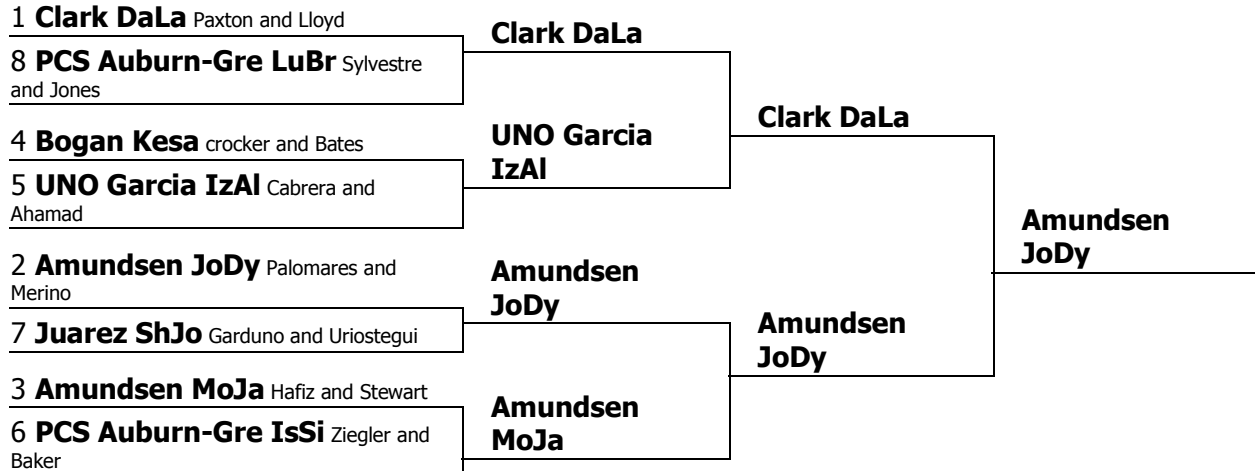 1 Clark DaLa Paxton and Lloyd
8 PCS Auburn-Gre LuBr Sylvestre
and Jones
4 Bogan Kesa crocker and Bates
5 UNO Garcia IzAl Cabrera and
Ahamad
2 Amundsen JoDy Palomares and
Merino
7 Juarez ShJo Garduno and Uriostegui
3 Amundsen MoJa Hafiz and Stewart
6 PCS Auburn-Gre IsSi Ziegler and
Baker
Clark DaLa
UNO Garcia
IzAl
Amundsen
JoDy
Amundsen
MoJa
Clark DaLa
Amundsen
JoDy
Amundsen
JoDy